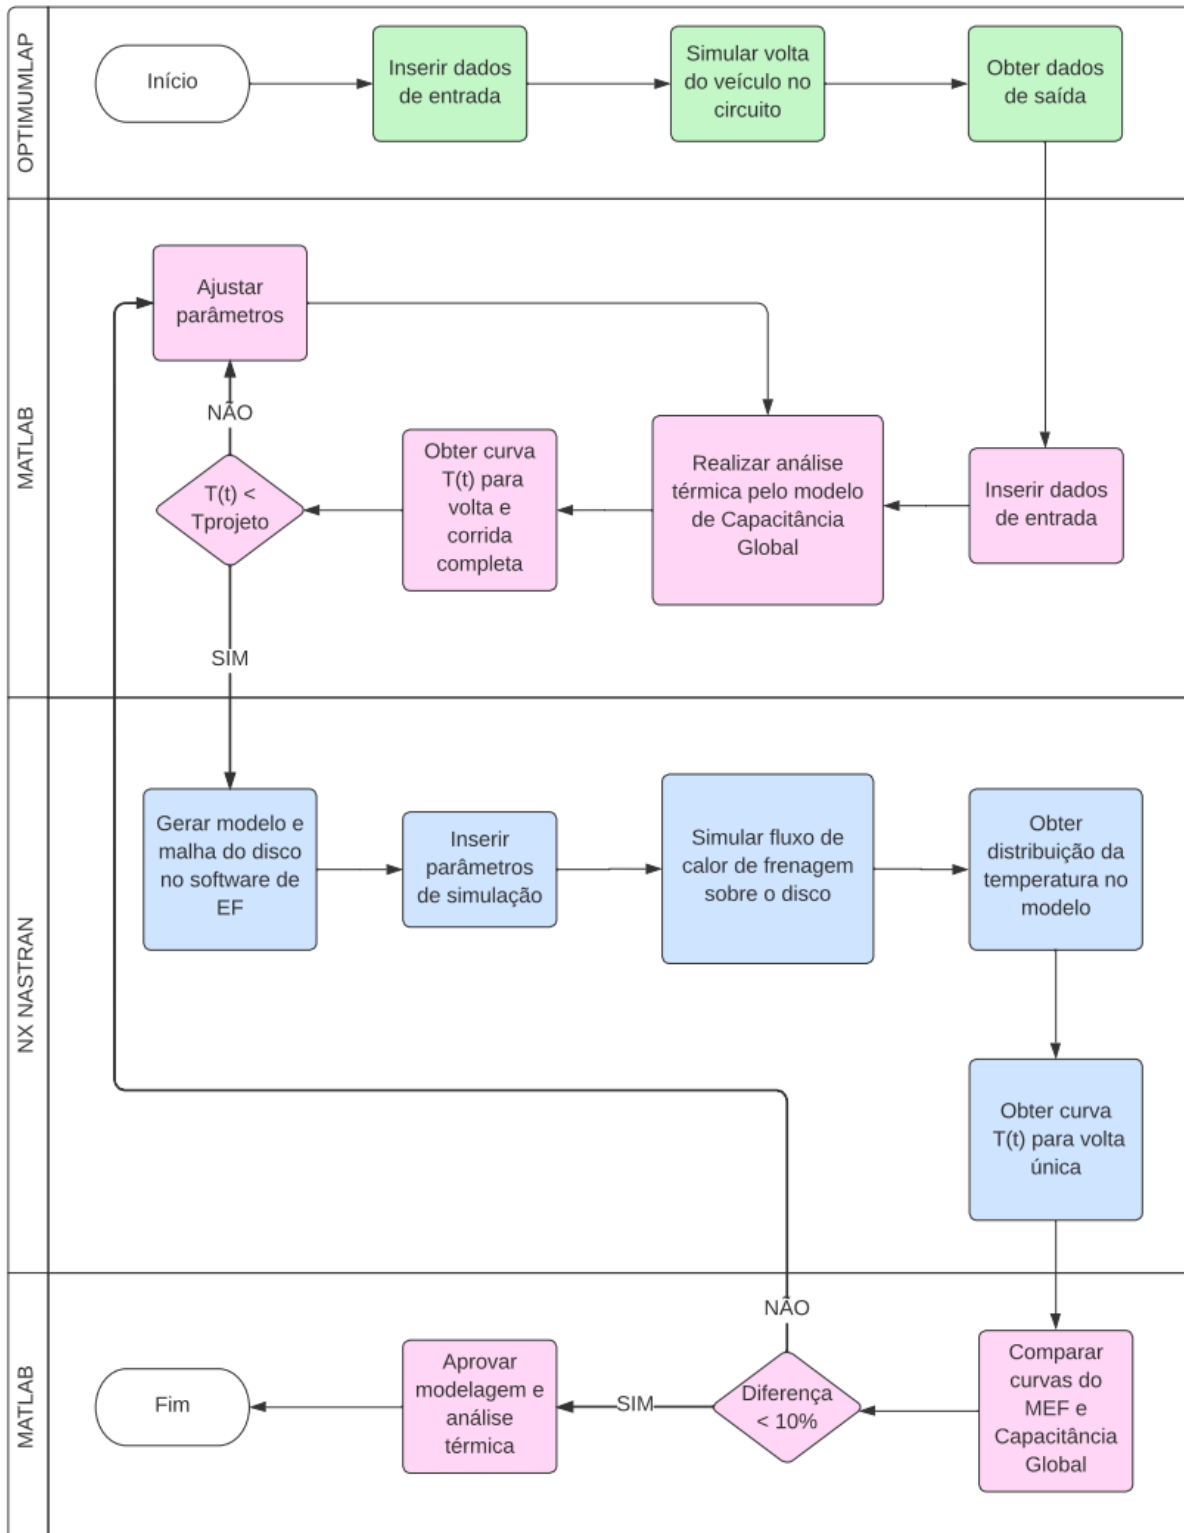 OPTIMUMLAP
Início
Inserir dados
de entrada
Simular volta
do veículo no
circuito
Obter dados
de saída
MATLAB
Ajustar
parâmetros
NÃO
T(t) <
Tprojeto
SIM
Obter curva
T(t) para
volta e
corrida
completa
Realizar análise
térmica pelo modelo
de Capacitância
Global
Inserir dados
de entrada
NX NASTRAN
Gerar modelo e
malha do disco
no software de
EF
Inserir
parâmetros
de simulação
Simular fluxo de
calor de frenagem
sobre o disco
Obter
distribuição da
temperatura no
modelo
Obter curva
T(t) para volta
única
MATLAB
Fim
Aprovar
modelagem e
análise
térmica
SIM
NÃO
Diferença
< 10%
Comparar
curvas do
MEF e
Capacitância
Global